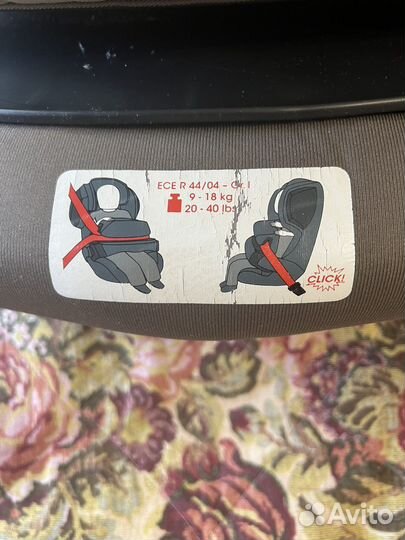 ECE R 44/04 - Gr. I
9 - 18 kg
20 - 40 lbs
CLICK!
Avito